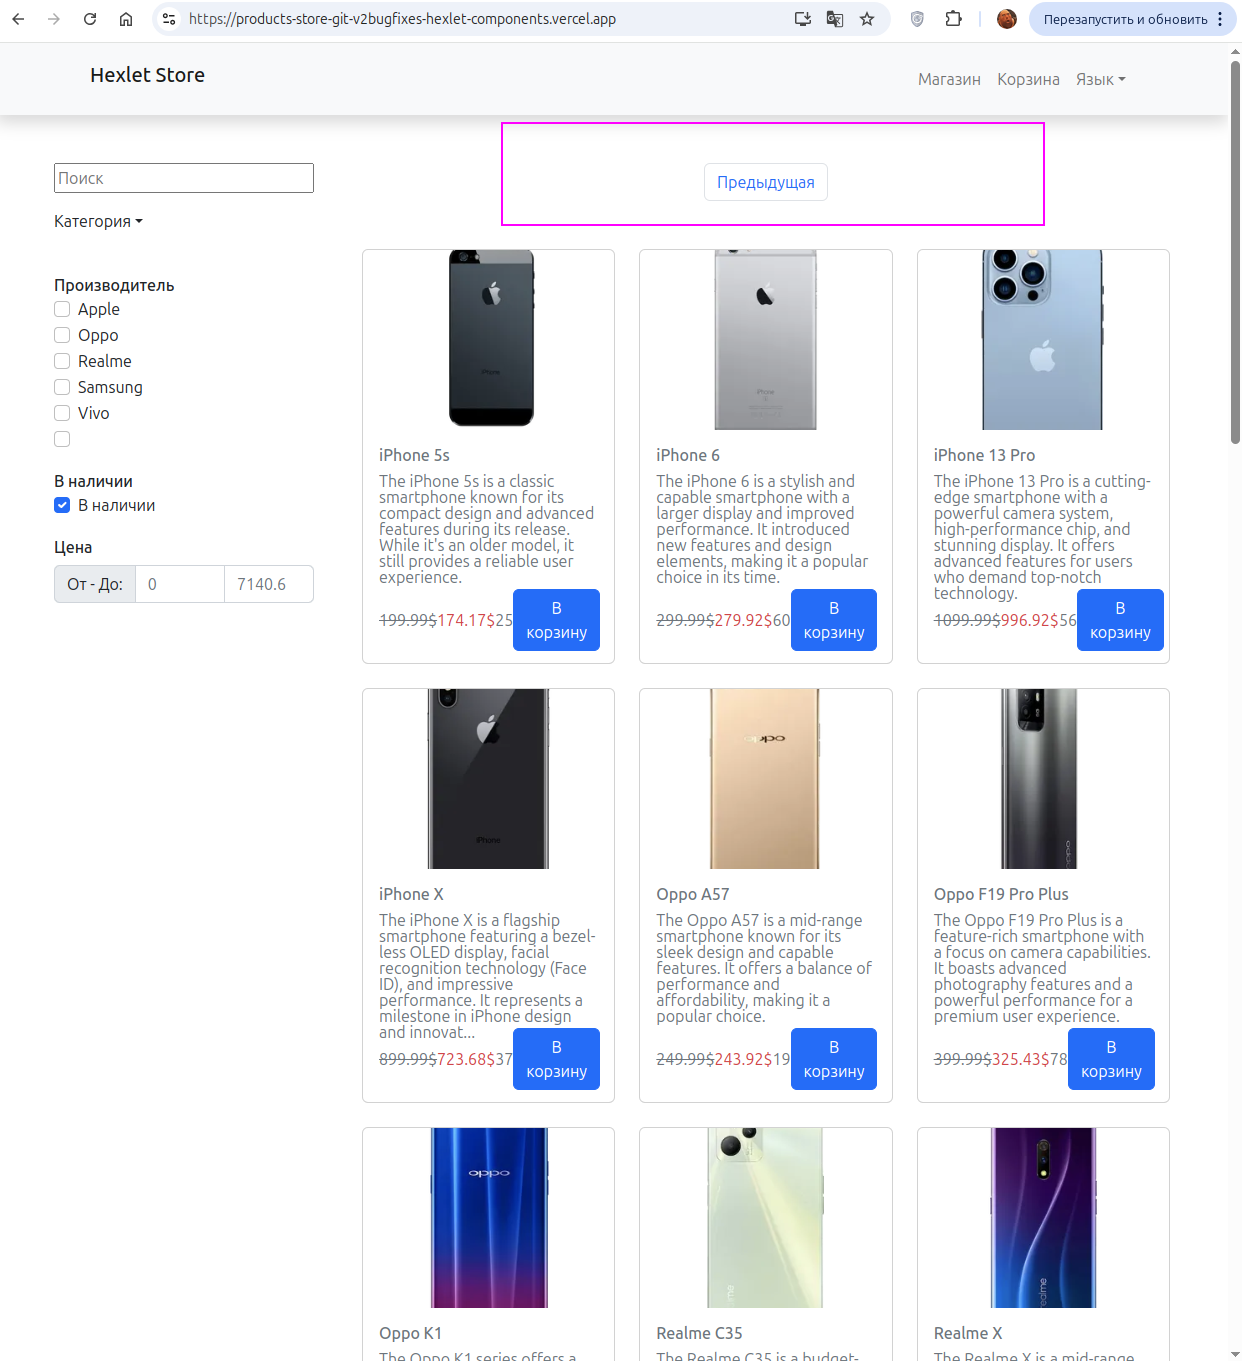 https://products-store-git-v2bugfixes-hexlet-components.vercel.app
Перезапустить и обновить
Hexlet Store
Магазин Корзина Язык
Поиск
Предыдущая
Категория
Производитель
Apple
Oppo
Realme
Samsung
Vivo
В наличии
В наличии
Цена
От - До: 0 7140.6
iPhone 5s
The iPhone 5s is a classic
smartphone known for its
compact design and advanced
features during its release.
While it's an older model, it
still provides a reliable user
experience.
199.99$174.17$25
В
корзину
iPhone 6
The iPhone 6 is a stylish and
capable smartphone with a
larger display and improved
performance. It introduced
new features and design
elements, making it a popular
choice in its time.
299.99$279.92$60
В
корзину
iPhone 13 Pro
The iPhone 13 Pro is a cutting-
edge smartphone with a
powerful camera system,
high-performance chip, and
stunning display. It offers
advanced features for users
who demand top-notch
technology.
1099.99$996.92$56
В
корзину
iPhone
iPhone X
The iPhone X is a flagship
smartphone featuring a bezel-
less OLED display, facial
recognition technology (Face
ID), and impressive
performance. It represents a
milestone in iPhone design
and innovat...
899.99$723.68$37
В
корзину
oppo
Oppo A57
The Oppo A57 is a mid-range
smartphone known for its
sleek design and capable
features. It offers a balance of
performance and
affordability, making it a
popular choice.
249.99$243.92$19
В
корзину
oppo
Oppo F19 Pro Plus
The Oppo F19 Pro Plus is a
feature-rich smartphone with
a focus on camera capabilities.
It boasts advanced
photography features and a
powerful performance for a
premium user experience.
399.99$325.43$78
В
корзину
oppo
Oppo K1
The Oppo K1 series offers a
realme
Realme C35
The Realme C35 is a budget-
realme
Realme X
The Realme X is a mid-range